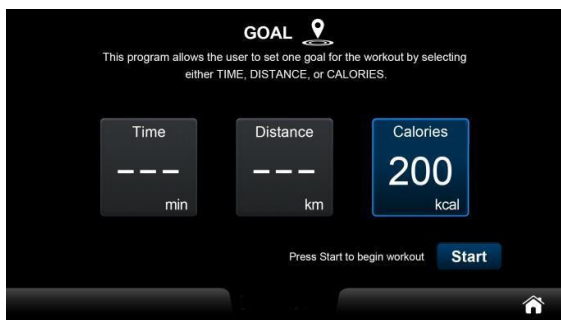 GOAL
This program allows the user to set one goal for the workout by selecting
either TIME, DISTANCE, or CALORIES.
Time
---
min
Distance
---
km
Calories
200
kcal
Press Start to begin workout
Start